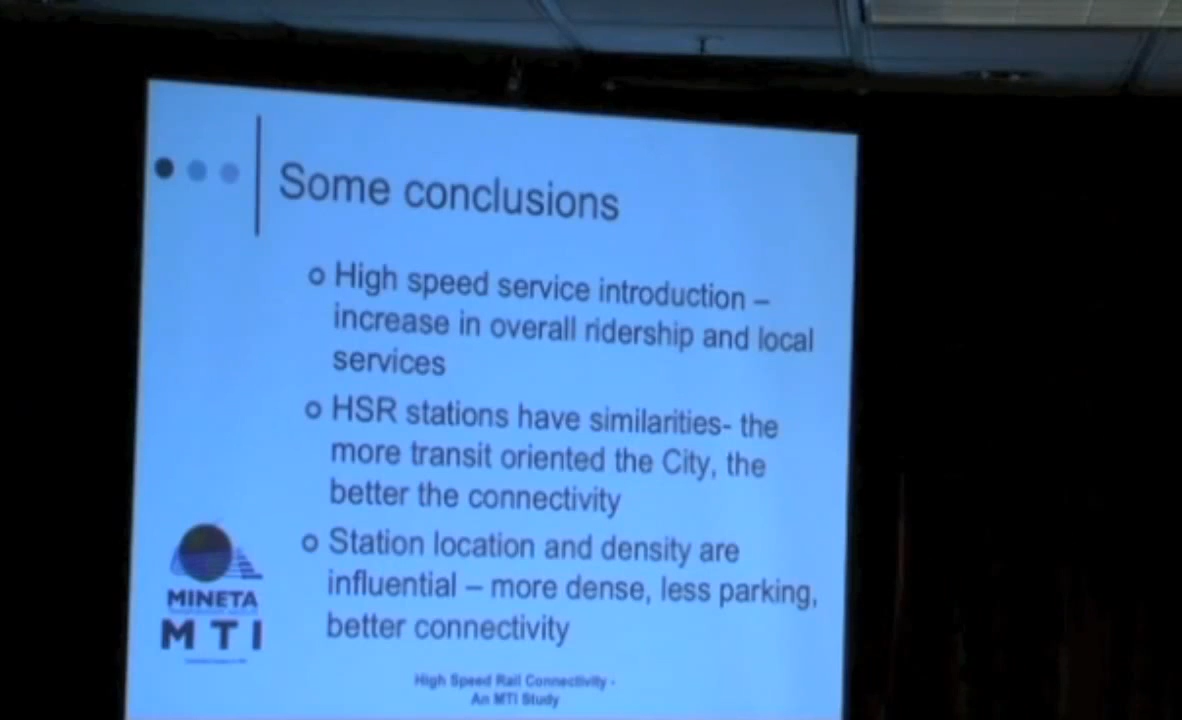 Some conclusions
High speed service introduction –
increase in overall ridership and local
services
HSR stations have similarities- the
more transit oriented the City, the
better the connectivity
Station location and density are
influential – more dense, less parking,
better connectivity
MINETA
MTI
High Speed Rail Connectivity -
An MTI Study